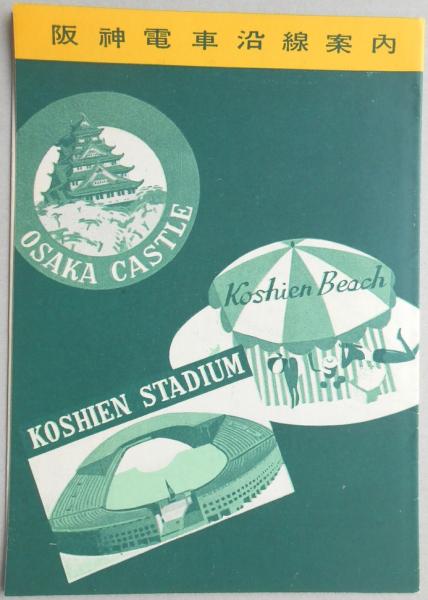 阪神電車沿線案内
OSAKA CASTLE
Koshien Beach
KOSHIEN STADIUM